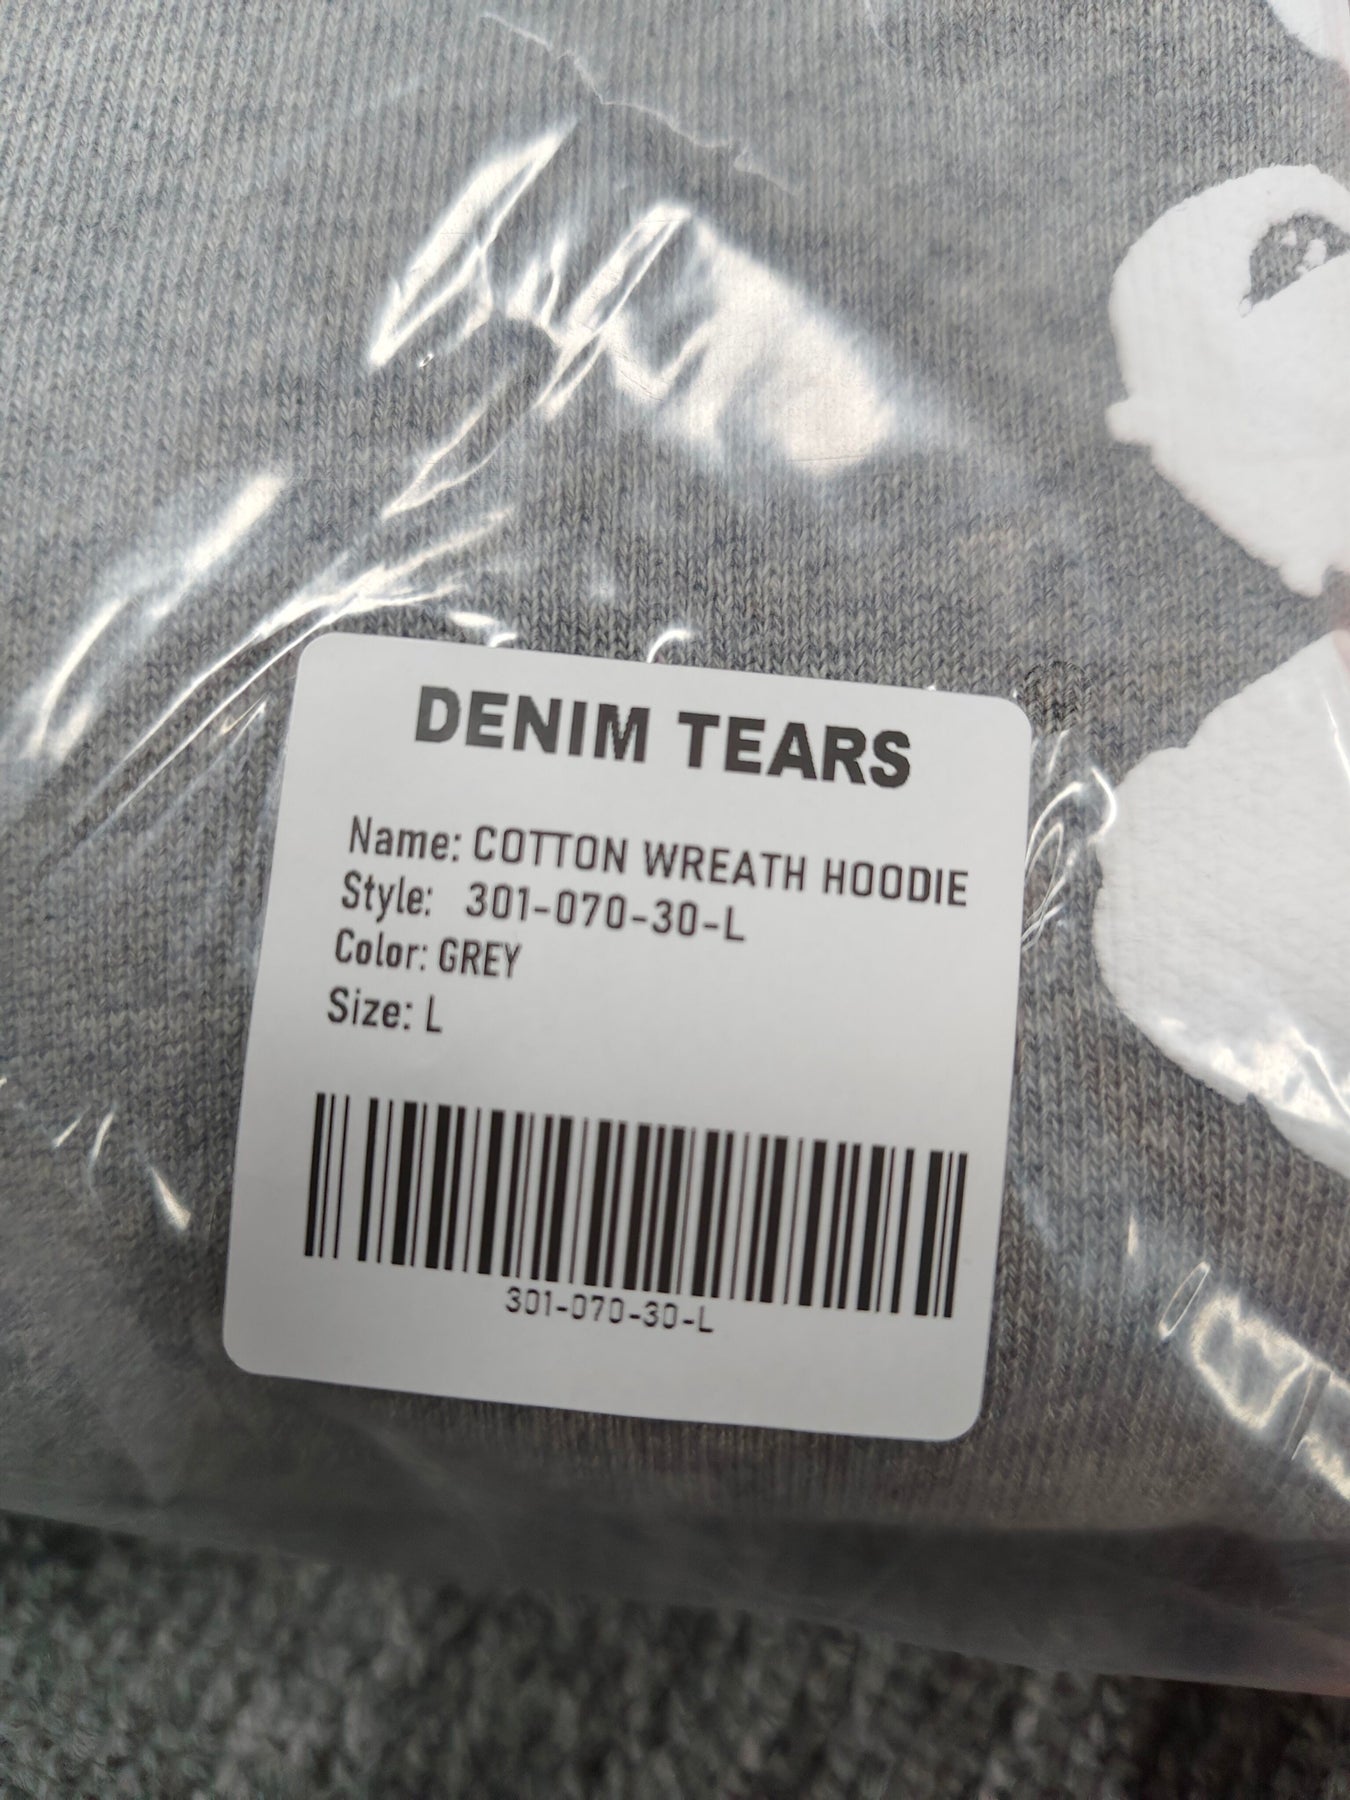 DENIM TEARS
Name: COTTON WREATH HOODIE
Style: 301-070-30-L
Color: GREY
Size: L
301-070-30-L